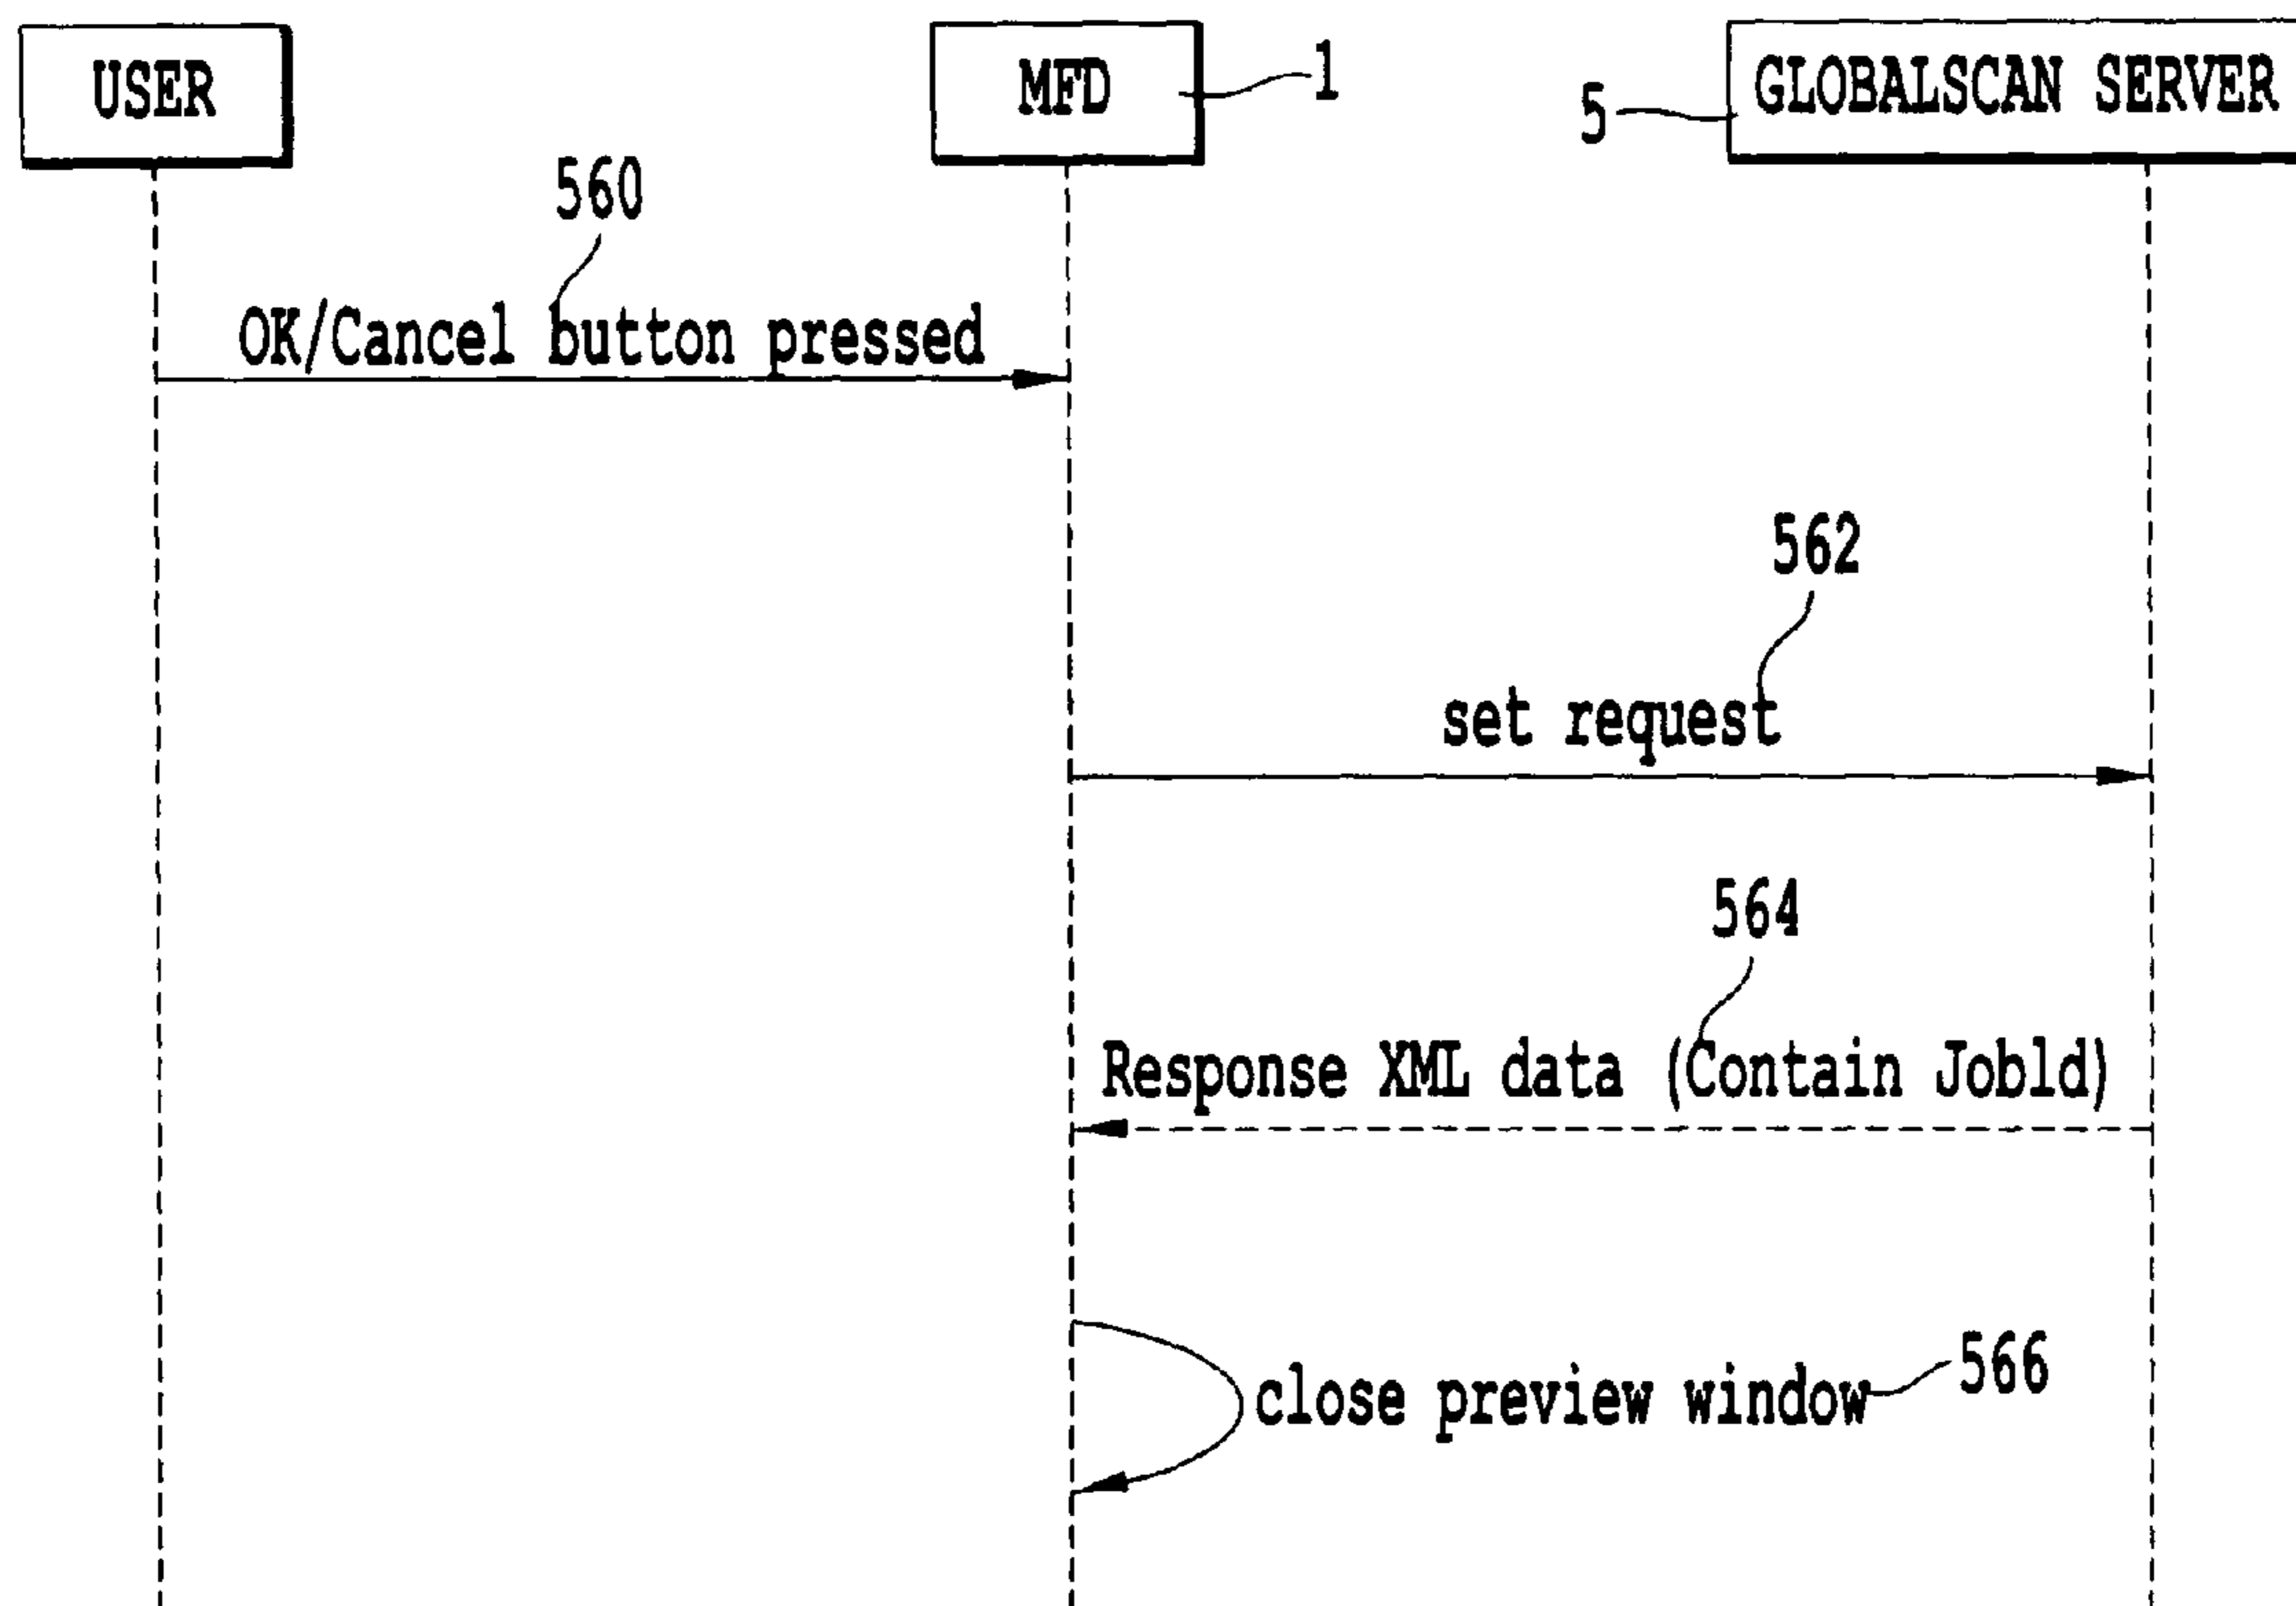 USER
MFD
1
5
GLOBALSCAN SERVER
560
OK/Cancel button pressed
562
set request
564
Response XML data (Contain Jobld)
close preview window
566